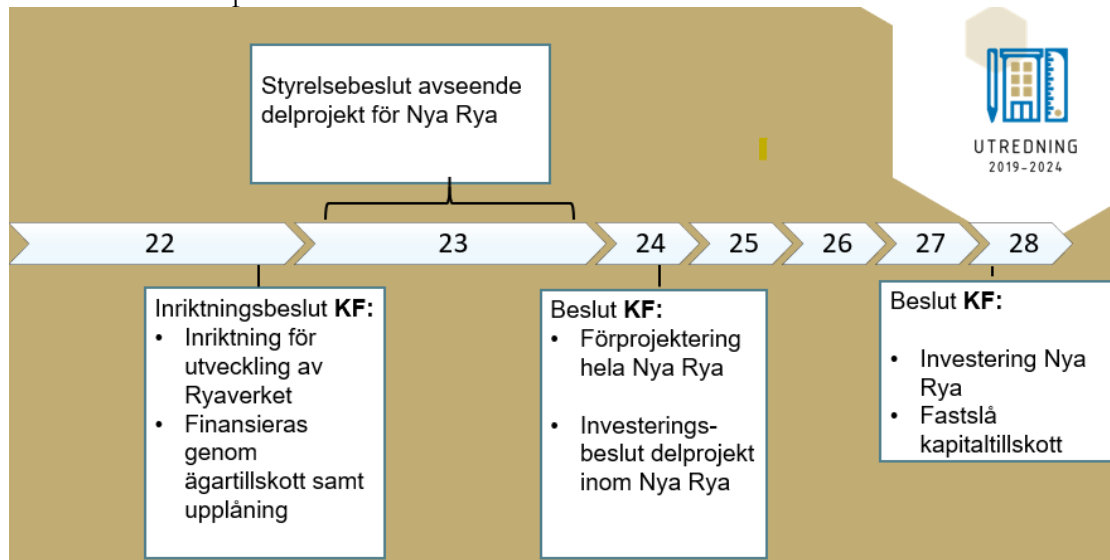 Styrelsebeslut avseende
delprojekt för Nya Rya
UTREDNING
2019–2024
22
23
24
25
26
27
28
Inriktningsbeslut KF:
• Inriktning för
utveckling av
Ryaverket
• Finansieras
genom
ägartillskott samt
upplåning
Beslut KF:
• Förprojektering
hela Nya Rya
• Investerings-
beslut delprojekt
inom Nya Rya
Beslut KF:
• Investering Nya
Rya
• Fastslå
kapitaltillskott